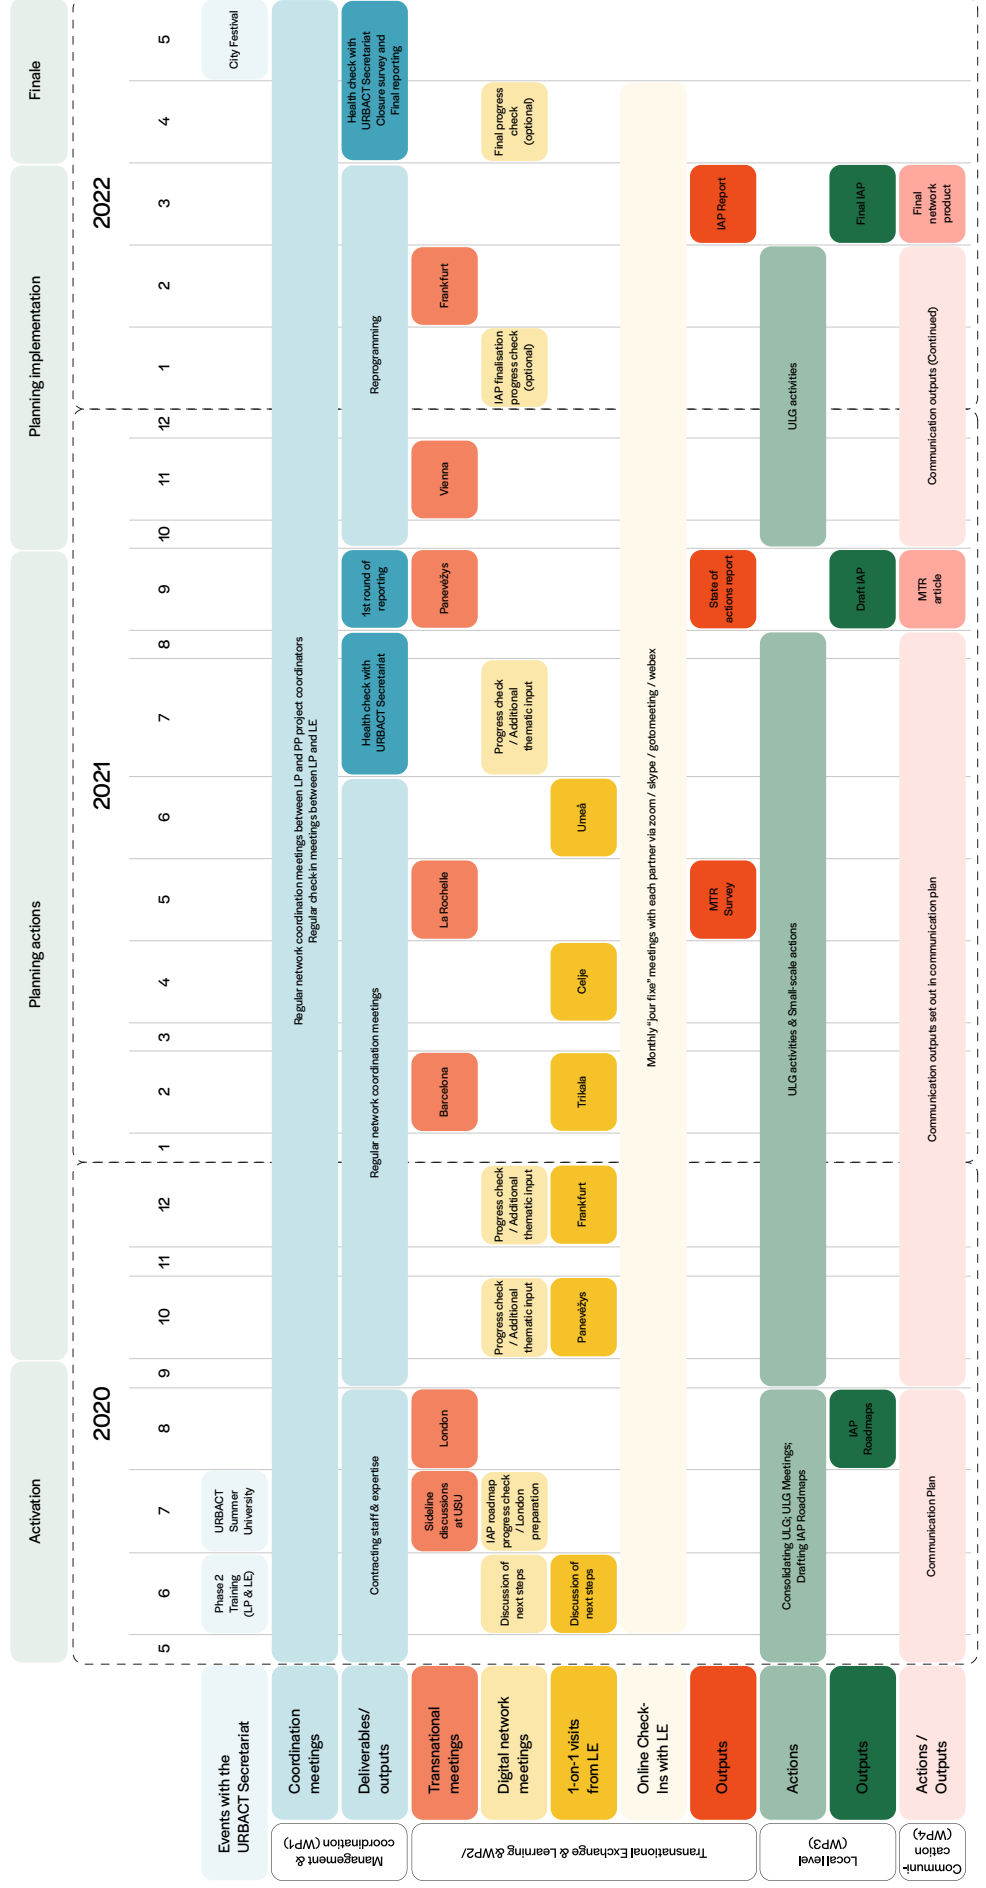 Activation
Planning actions
Planning implementation
Finale
2020
2021
2022
5
6
7
8
9
10
11
12
1
2
3
4
5
6
7
8
9
10
11
12
1
2
3
4
5
Events with the
URBACT Secretariat
Phase 2
Training
(LP & LE)
URBACT
Summer
University
City Festival
Management &
coordination (WP1)
Coordination
meetings
Regular network coordination meetings between LP and PP project coordinators
Regular check-in meetings between LP and LE
Deliverables/
outputs
Contracting staff & expertise
Regular network coordination meetings
Health check with
URBACT Secretariat
1st round of
reporting
Reprogramming
Health check with
URBACT Secretariat
Closure survey and
Final reporting
Transnational Exchange & Learning &WP2/
Transnational
meetings
Sideline
discussions
at USU
London
Barcelona
La Rochelle
Panevėžys
Vienna
Frankfurt
Digital network
meetings
Discussion of
next steps
IAP roadmap
progress check
/ London
preparation
Progress check
/ Additional
thematic input
Progress check
/ Additional
thematic input
Progress check
/ Additional
thematic input
IAP finalisation
progress check
(optional)
Final progress
check
(optional)
1-on-1 visits
from LE
Discussion of
next steps
Panevėžys
Frankfurt
Trikala
Celje
Umeå
Online Check-
Ins with LE
Monthly "jour fixe" meetings with each partner via zoom / skype / gotomeeting / webex
Outputs
MTR
Survey
State of
actions report
IAP Report
Local level
(WP3)
Actions
Consolidating ULG; ULG Meetings;
Drafting IAP Roadmaps
ULG activities & Small-scale actions
ULG activities
Outputs
IAP
Roadmaps
Draft IAP
Final IAP
Communi-
cation
(WP4)
Actions /
Outputs
Communication Plan
Communication outputs set out in communication plan
MTR
article
Communication outputs (Continued)
Final
network
product